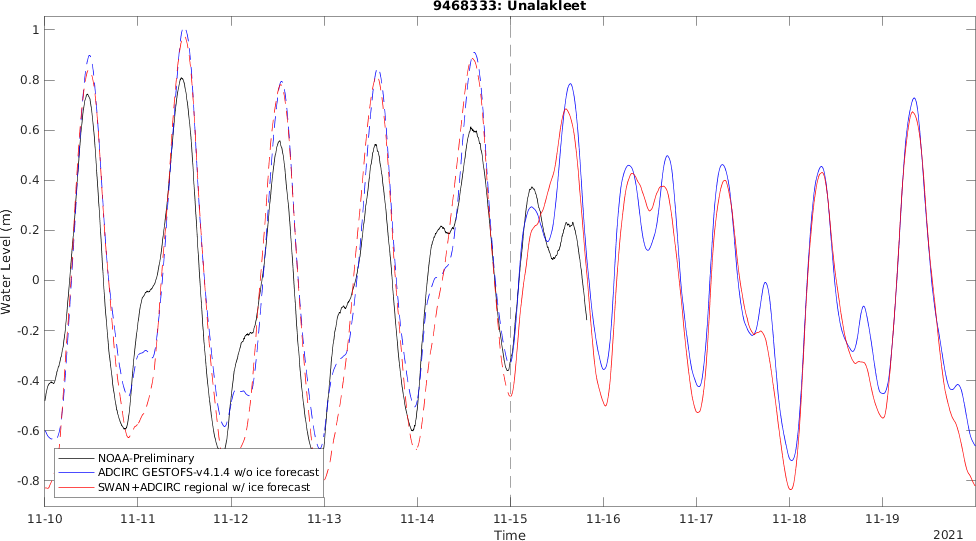 9468333: Unalakleet
Water Level (m)
1
0.8
0.6
0.4
0.2
0
-0.2
-0.4
-0.6
-0.8
NOAA-Preliminary
ADCIRC GESTOFS-v4.1.4 w/o ice forecast
SWAN+ADCIRC regional w/ ice forecast
11-10 11-11 11-12 11-13 11-14 11-15 11-16 11-17 11-18 11-19
Time
2021